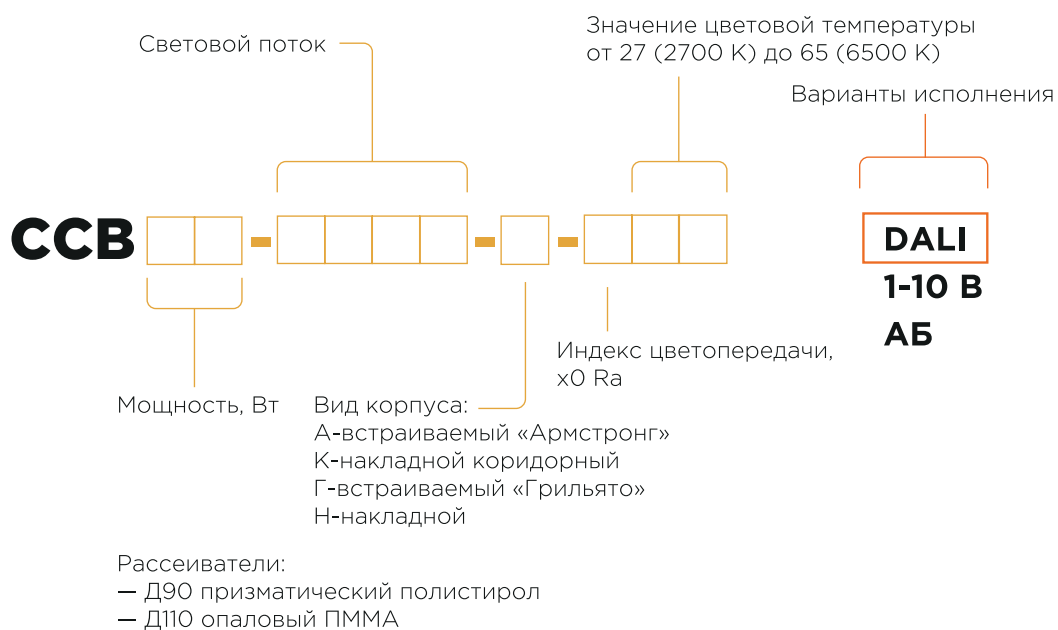 Световой поток
Значение цветовой температуры
от 27 (2700 К) до 65 (6500 К)
Варианты исполнения
ССВ - - -
DALI
1-10 В
АБ
Индекс цветопередачи,
х0 Ra
Мощность, Вт
Вид корпуса:
А-встраиваемый «Армстронг»
К-накладной коридорный
Г-встраиваемый «Грильято»
Н-накладной
Рассеиватели:
— Д90 призматический полистирол
— Д110 опаловый ПММА